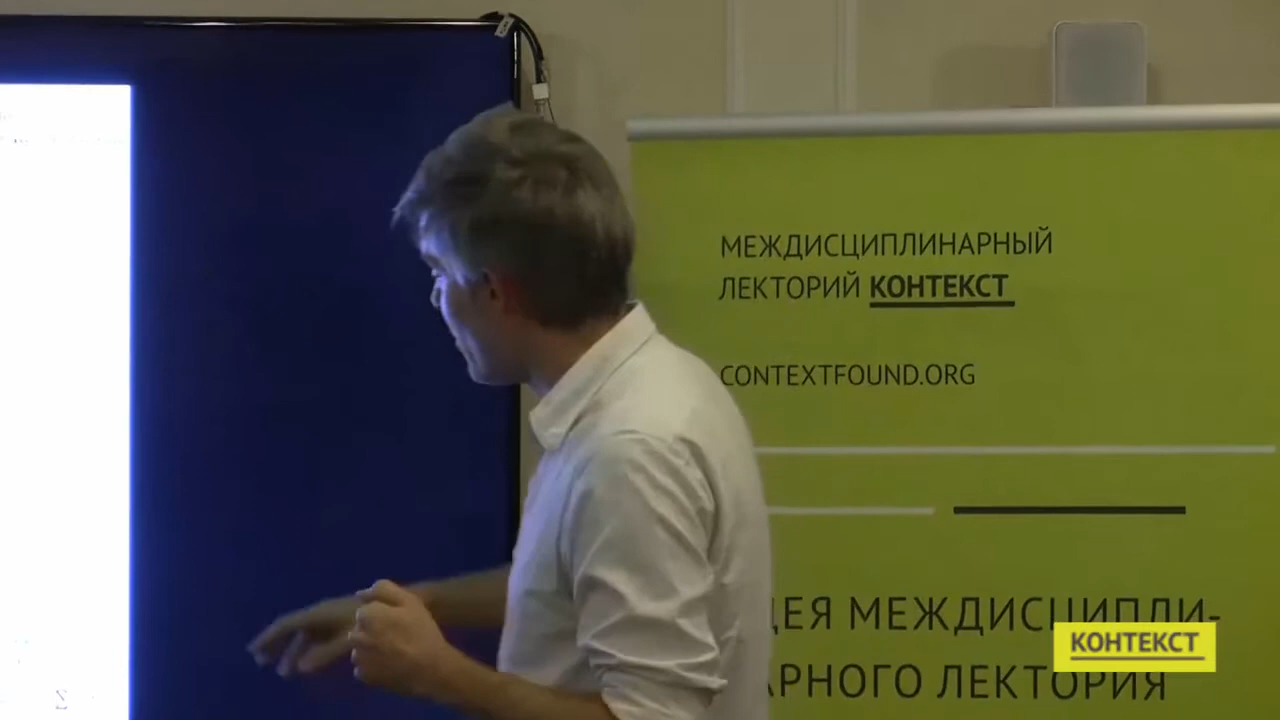 МЕЖДИСЦИПЛИНАРНЫЙ
ЛЕКТОРИЙ КОНТЕКСТ
CONTEXTFOUND.ORG
ДЕЯ МЕЖДИСЦИПЛИ-
АРНОГО ЛЕКТОРИЯ
КОНТЕКСТ
Σ